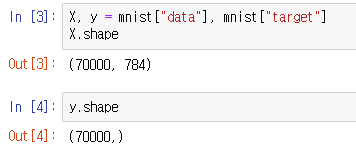 In [3]: X, y = mnist["data"], mnist["target"]
X.shape
Out[3]: (70000, 784)
In [4]: y.shape
Out[4]: (70000,)